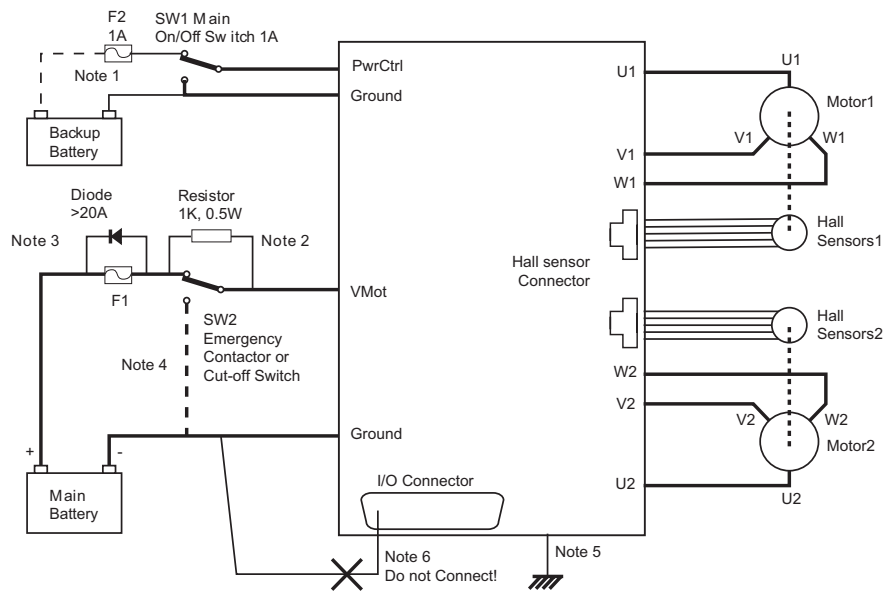 F2
1A
SW1 Main
On/Off Switch 1A
Note 1
Backup
Battery
PwrCtrl
Ground
U1
U1
Motor1
V1
W1
V1
W1
Hall
Sensors1
Hall sensor
Connector
Diode
>20A
Resistor
1K, 0.5W
Note 3
Note 2
F1
VMot
SW2
Emergency
Contactor or
Cut-off Switch
Note 4
Hall
Sensors2
W2
V2
V2
W2
Motor2
U2
U2
Ground
+
-
Main
Battery
I/O Connector
Note 6
Do not Connect!
Note 5